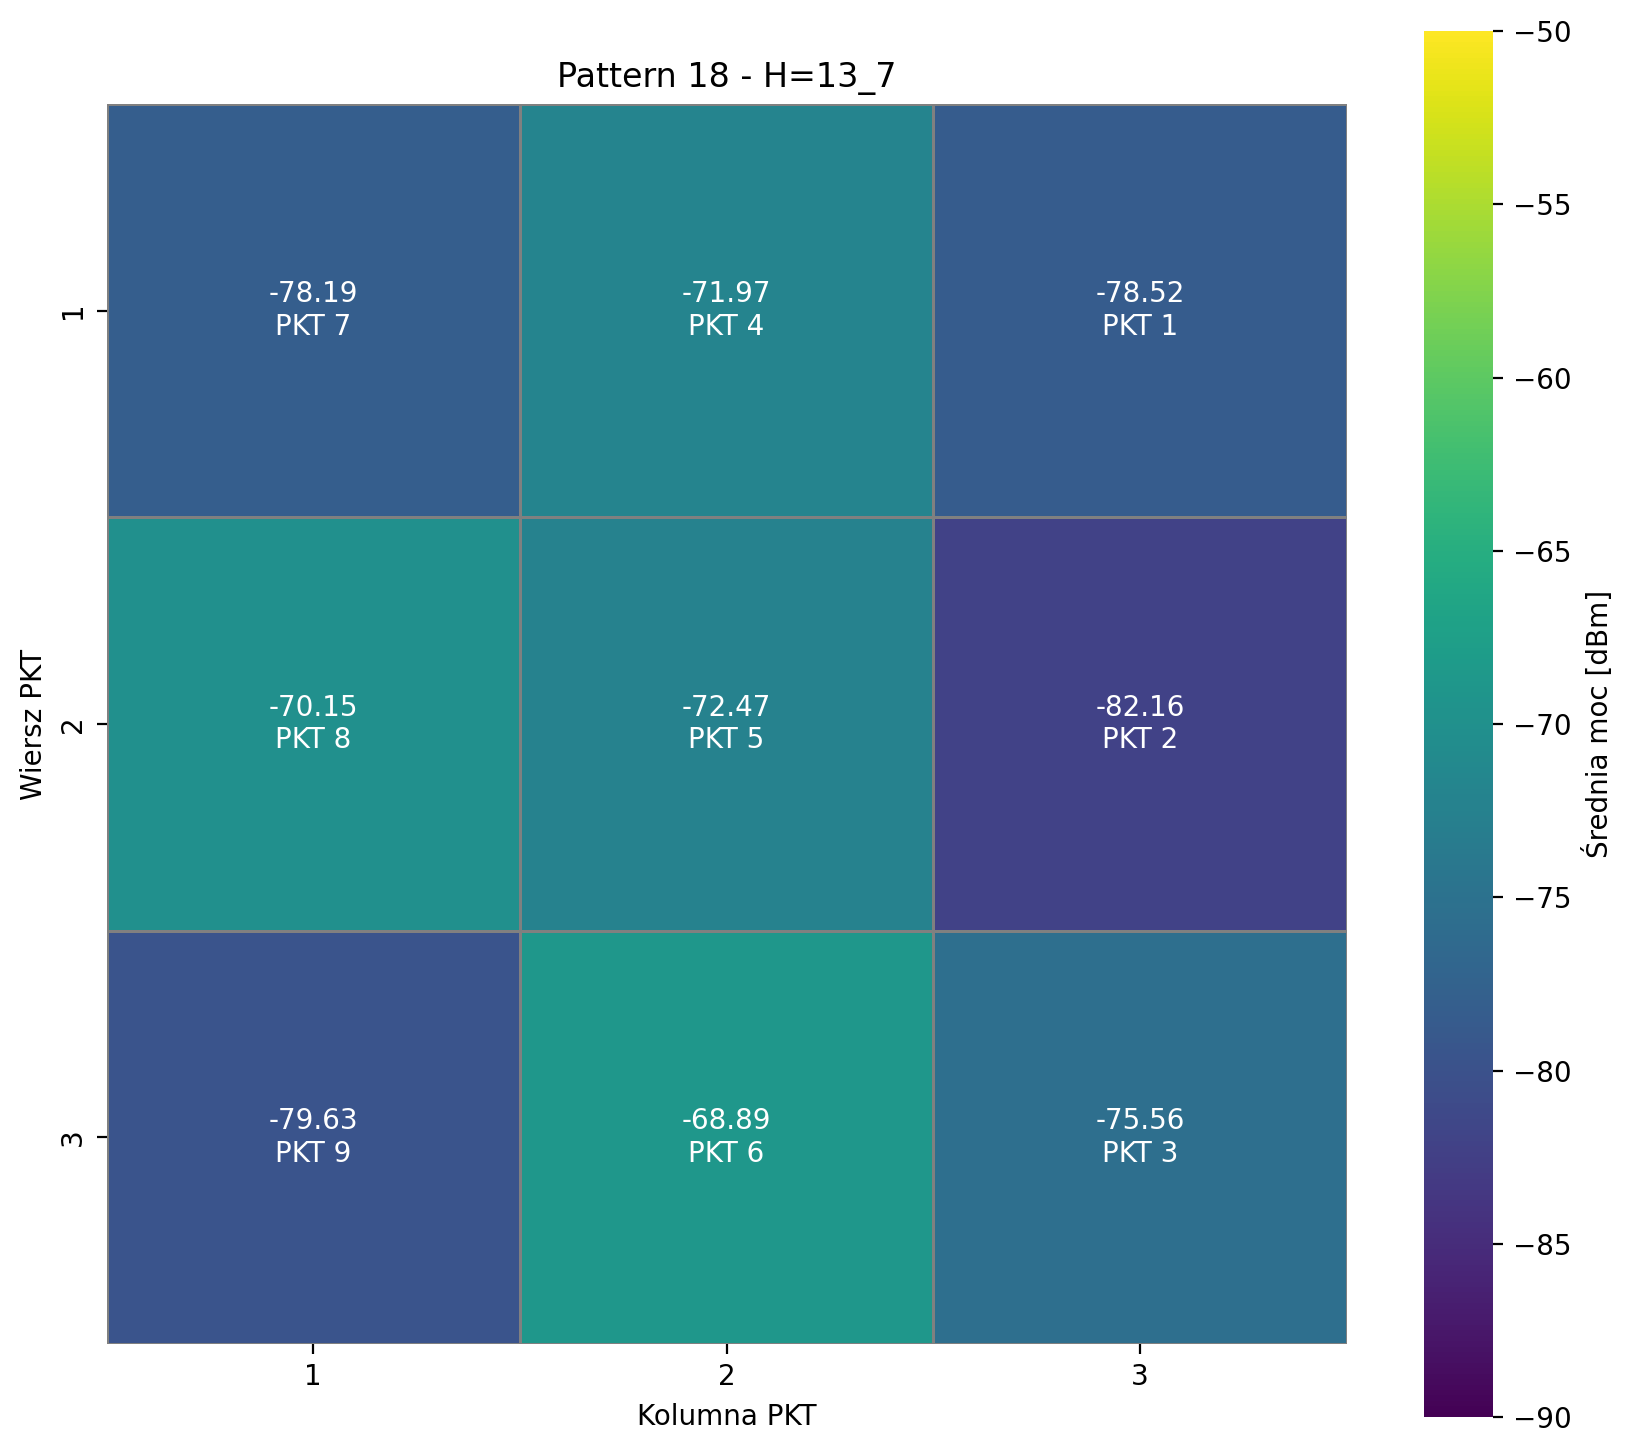 Pattern 18 - H=13_7
-78.19
PKT 7
-71.97
PKT 4
-78.52
PKT 1
-70.15
PKT 8
-72.47
PKT 5
-82.16
PKT 2
-79.63
PKT 9
-68.89
PKT 6
-75.56
PKT 3
1
2
3
Wiersz PKT
1
2
3
Kolumna PKT
−50
−55
−60
−65
−70
−75
−80
−85
−90
Średnia moc [dBm]